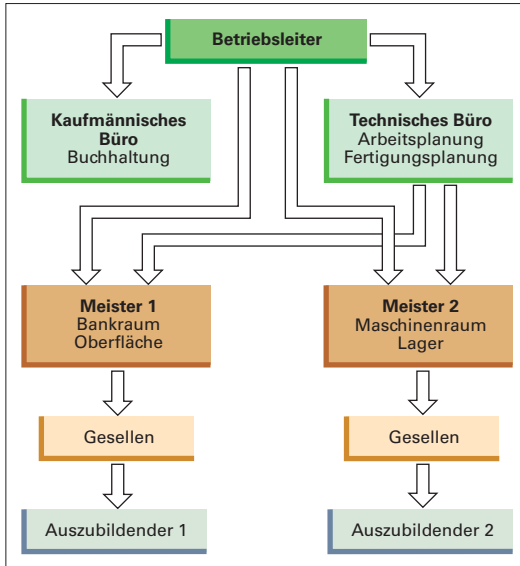 Betriebsleiter
Kaufmännisches
Büro
Buchhaltung
Technisches Büro
Arbeitsplanung
Fertigungsplanung
Meister 1
Bankraum
Oberfläche
Meister 2
Maschinenraum
Lager
Gesellen
Gesellen
Auszubildender 1
Auszubildender 2